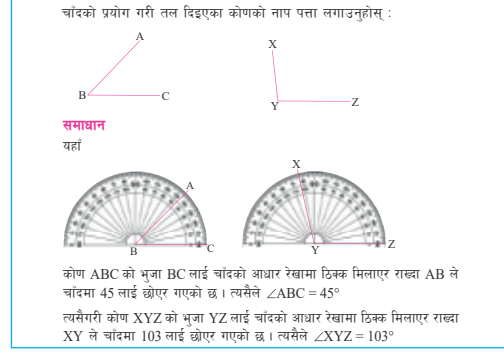 चाँदको प्रयोग गरी तल दिइएका कोणको नाप पत्ता लगाउनुहोस् :
A
B
C
X
Y
Z
समाधान
यहाँ
A
B
C
X
Y
Z
कोण ABC को भुजा BC लाई चाँदको आधार रेखामा ठिक्क मिलाएर राख्दा AB ले
चाँदमा 45 लाई छोएर गएको छ । त्यसैले ∠ABC = 45°
त्यसैगरी कोण XYZ को भुजा YZ लाई चाँदको आधार रेखामा ठिक्क मिलाएर राख्दा
XY ले चाँदमा 103 लाई छोएर गएको छ । त्यसैले ∠XYZ = 103°